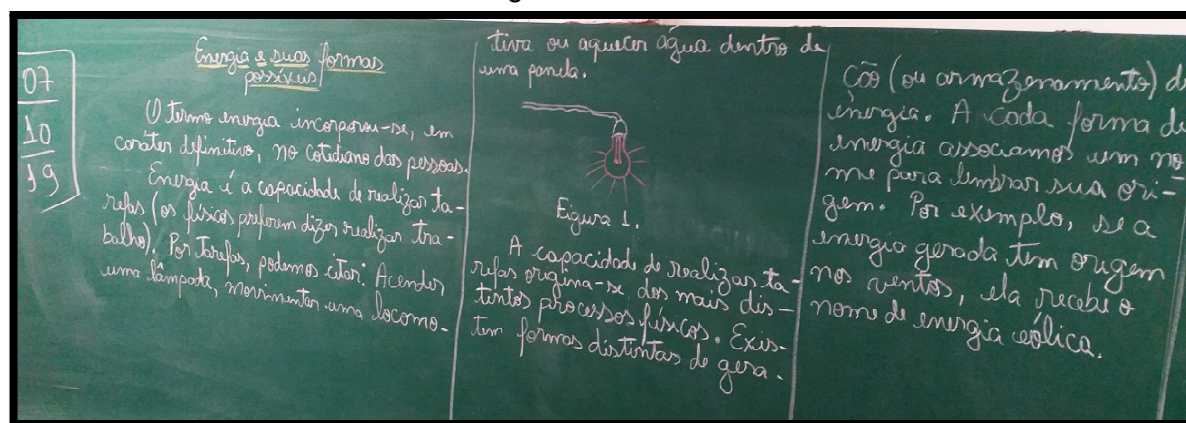 07
10
19
Energia e suas formas
possíveis
O termo energia incorporou-se, em
caráter definitivo, no cotidiano das pessoas.
Energia é a capacidade de realizar ta-
refas (os físicos preferem dizer realizar tra-
balho). Por Tarefas, podemos citar: Acender
uma lâmpada, movimentar uma locomo-
tiva ou aquecer água dentro de
uma panela.
Figura 1.
A capacidade de realizar ta-
refas origina-se dos mais dis-
tintos processos físicos. Exis-
tem formas distintas de gera-
ção (ou armazenamento) de
energia. A cada forma de
energia associamos um no
me para lembrar sua ori-
gem. Por exemplo, se a
energia gerada tem origem
nos ventos, ela recebe o
nome de energia eólica.